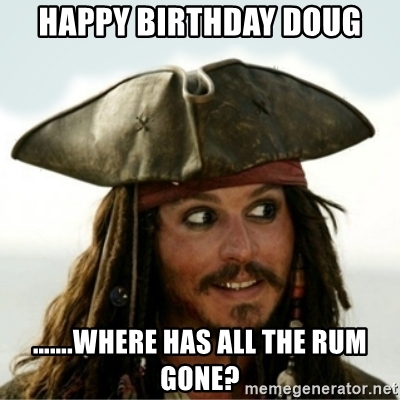 HAPPY BIRTHDAY DOUG
.......WHERE HAS ALL THE RUM
GONE?
memegenerator.net